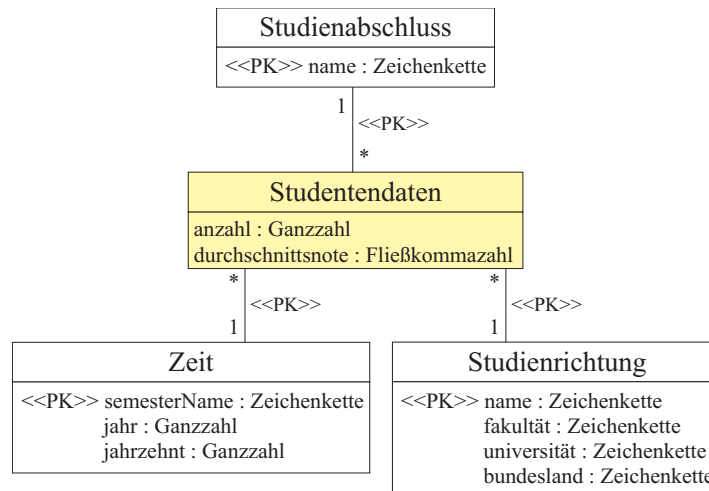 Studienabschluss
<<PK>> name : Zeichenkette
1
<<PK>>
*
Studentendaten
anzahl : Ganzzahl
durchschnittsnote : Fließkommazahl
*
<<PK>>
1
*
<<PK>>
1
Zeit
<<PK>> semesterName : Zeichenkette
jahr : Ganzzahl
jahrzehnt : Ganzzahl
Studienrichtung
<<PK>> name : Zeichenkette
fakultät : Zeichenkette
universität : Zeichenkette
bundesland : Zeichenkette